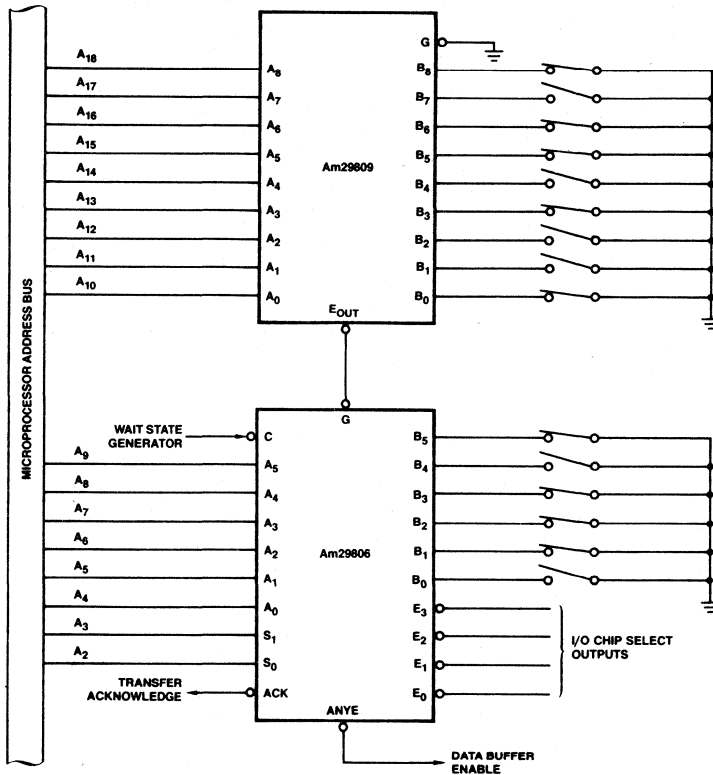 MICROPROCESSOR ADDRESS BUS
A18
A17
A16
A15
A14
A13
A12
A11
A10
A8
A7
A6
A5
A4
A3
A2
A1
A0
Am29809
EOUT
G
B8
B7
B6
B5
B4
B3
B2
B1
B0
WAIT STATE
GENERATOR
A9
A8
A7
A6
A5
A4
A3
A2
TRANSFER
ACKNOWLEDGE
G
C
A5
A4
A3
A2
A1
A0
S1
S0
ACK
Am29806
ANYE
B5
B4
B3
B2
B1
B0
E3
E2
E1
E0
I/O CHIP SELECT
OUTPUTS
DATA BUFFER
ENABLE